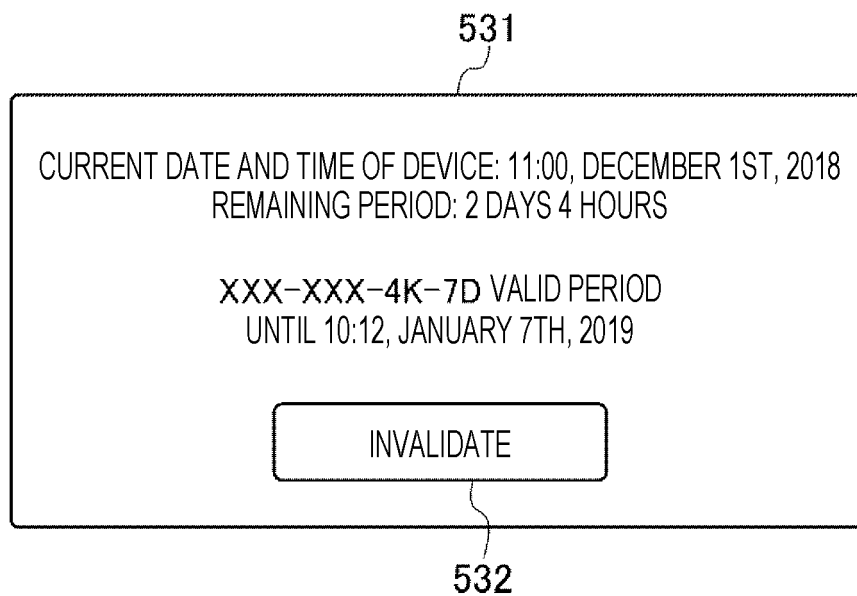 531
CURRENT DATE AND TIME OF DEVICE: 11:00, DECEMBER 1ST, 2018
REMAINING PERIOD: 2 DAYS 4 HOURS
XXX-XXX-4K-7D VALID PERIOD
UNTIL 10:12, JANUARY 7TH, 2019
INVALIDATE
532